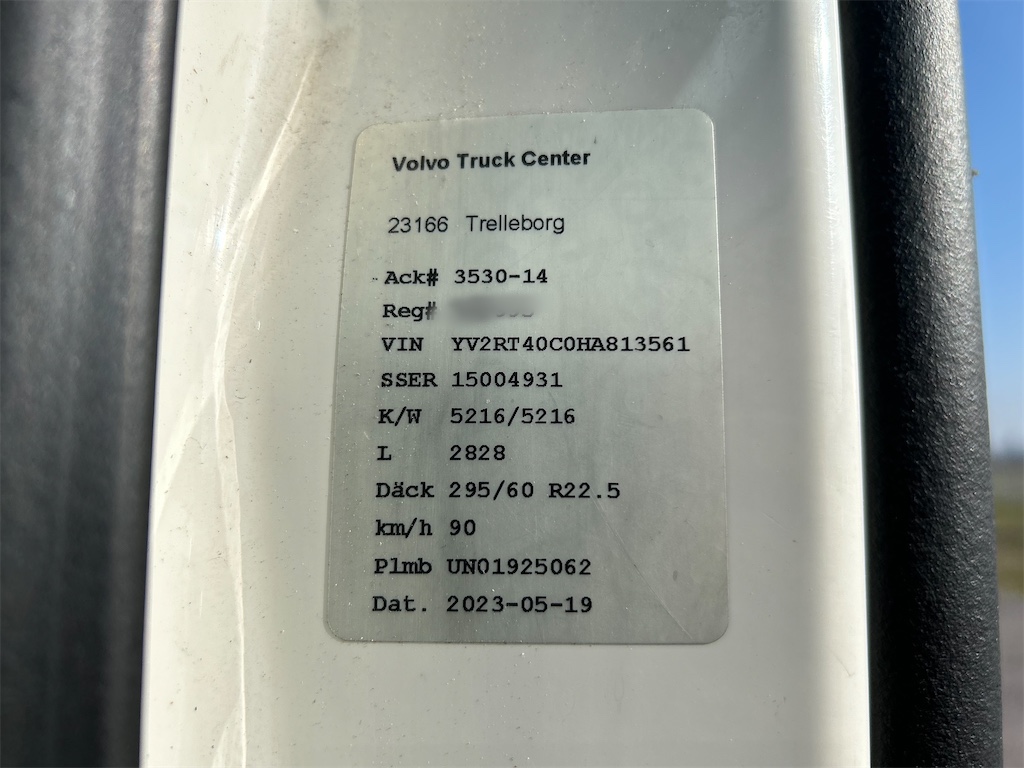 Volvo Truck Center
23166 Trelleborg
Ack# 3530-14
Reg#
VIN YV2RT40C0HA813561
SSER 15004931
K/W 5216/5216
L 2828
Däck 295/60 R22.5
km/h 90
Plmb UN01925062
Dat. 2023-05-19